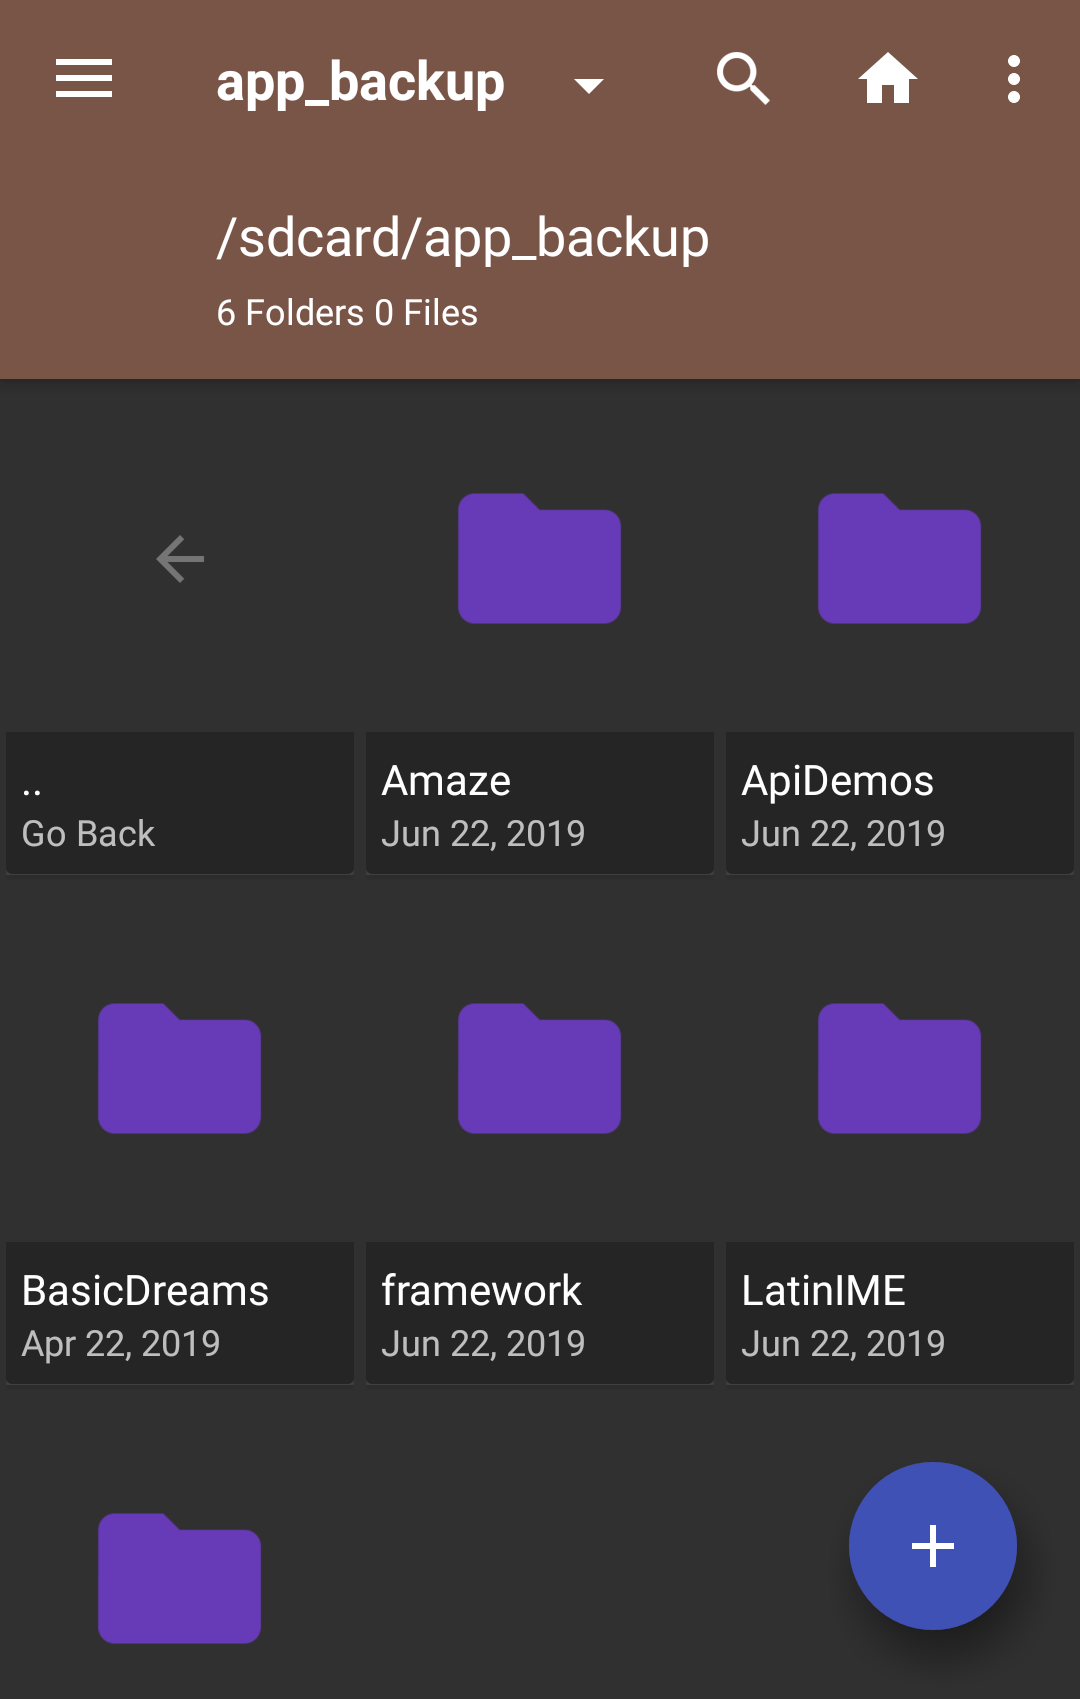 app_backup
/sdcard/app_backup
6 Folders 0 Files
..
Go Back
Amaze
Jun 22, 2019
ApiDemos
Jun 22, 2019
BasicDreams
Apr 22, 2019
framework
Jun 22, 2019
LatinIME
Jun 22, 2019